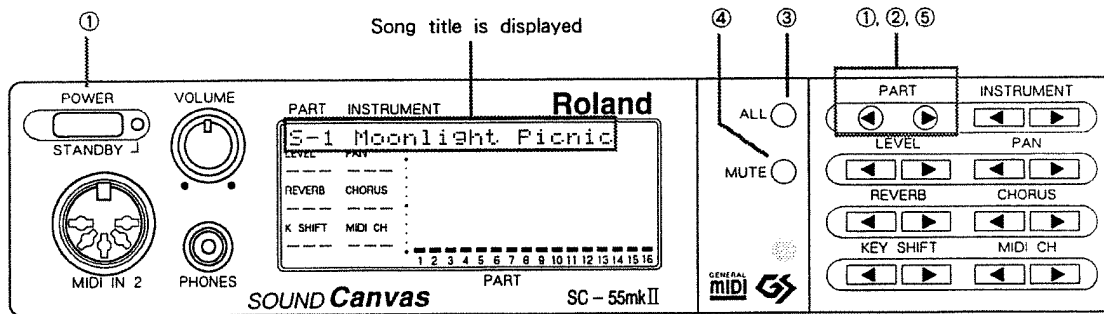 ① Song title is displayed ④ ③ ①, ②, ⑤
POWER
STANDBY
VOLUME
MIDI IN 2
PHONES
PART INSTRUMENT Roland
S-1 Moonlight Picnic
LEVEL PAN
REVERB CHORUS
K SHIFT MIDI CH
1 2 3 4 5 6 7 8 9 10 11 12 13 14 15 16
PART
SOUND Canvas SC-55mkII
ALL
MUTE
GENERAL
MIDI GS
PART INSTRUMENT
LEVEL PAN
REVERB CHORUS
KEY SHIFT MIDI CH